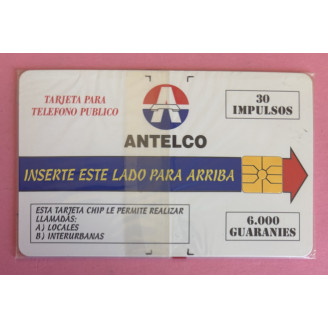 TARJETA PARA
TELEFONO PUBLICO
30
IMPULSOS
ANTELCO
INSERTE ESTE LADO PARA ARRIBA
ESTA TARJETA CHIP LE PERMITE REALIZAR
LLAMADAS:
A) LOCALES
B) INTERURBANAS
6.000
GUARANIES